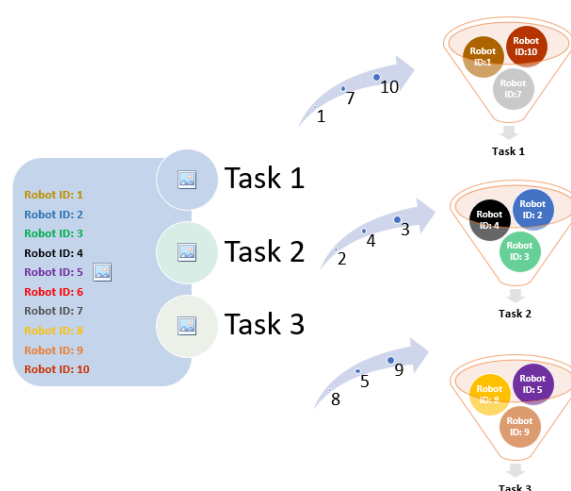 Robot ID: 1
Robot ID: 2
Robot ID: 3
Robot ID: 4
Robot ID: 5
Robot ID: 6
Robot ID: 7
Robot ID: 8
Robot ID: 9
Robot ID: 10
Task 1
Task 2
Task 3
1
7
10
2
4
3
8
5
9
Robot
ID:1
Robot
ID:10
Robot
ID:7
Task 1
Robot
ID: 4
Robot
ID: 2
Robot
ID: 3
Task 2
Robot
ID: 8
Robot
ID: 5
Robot
ID: 9
Task 3